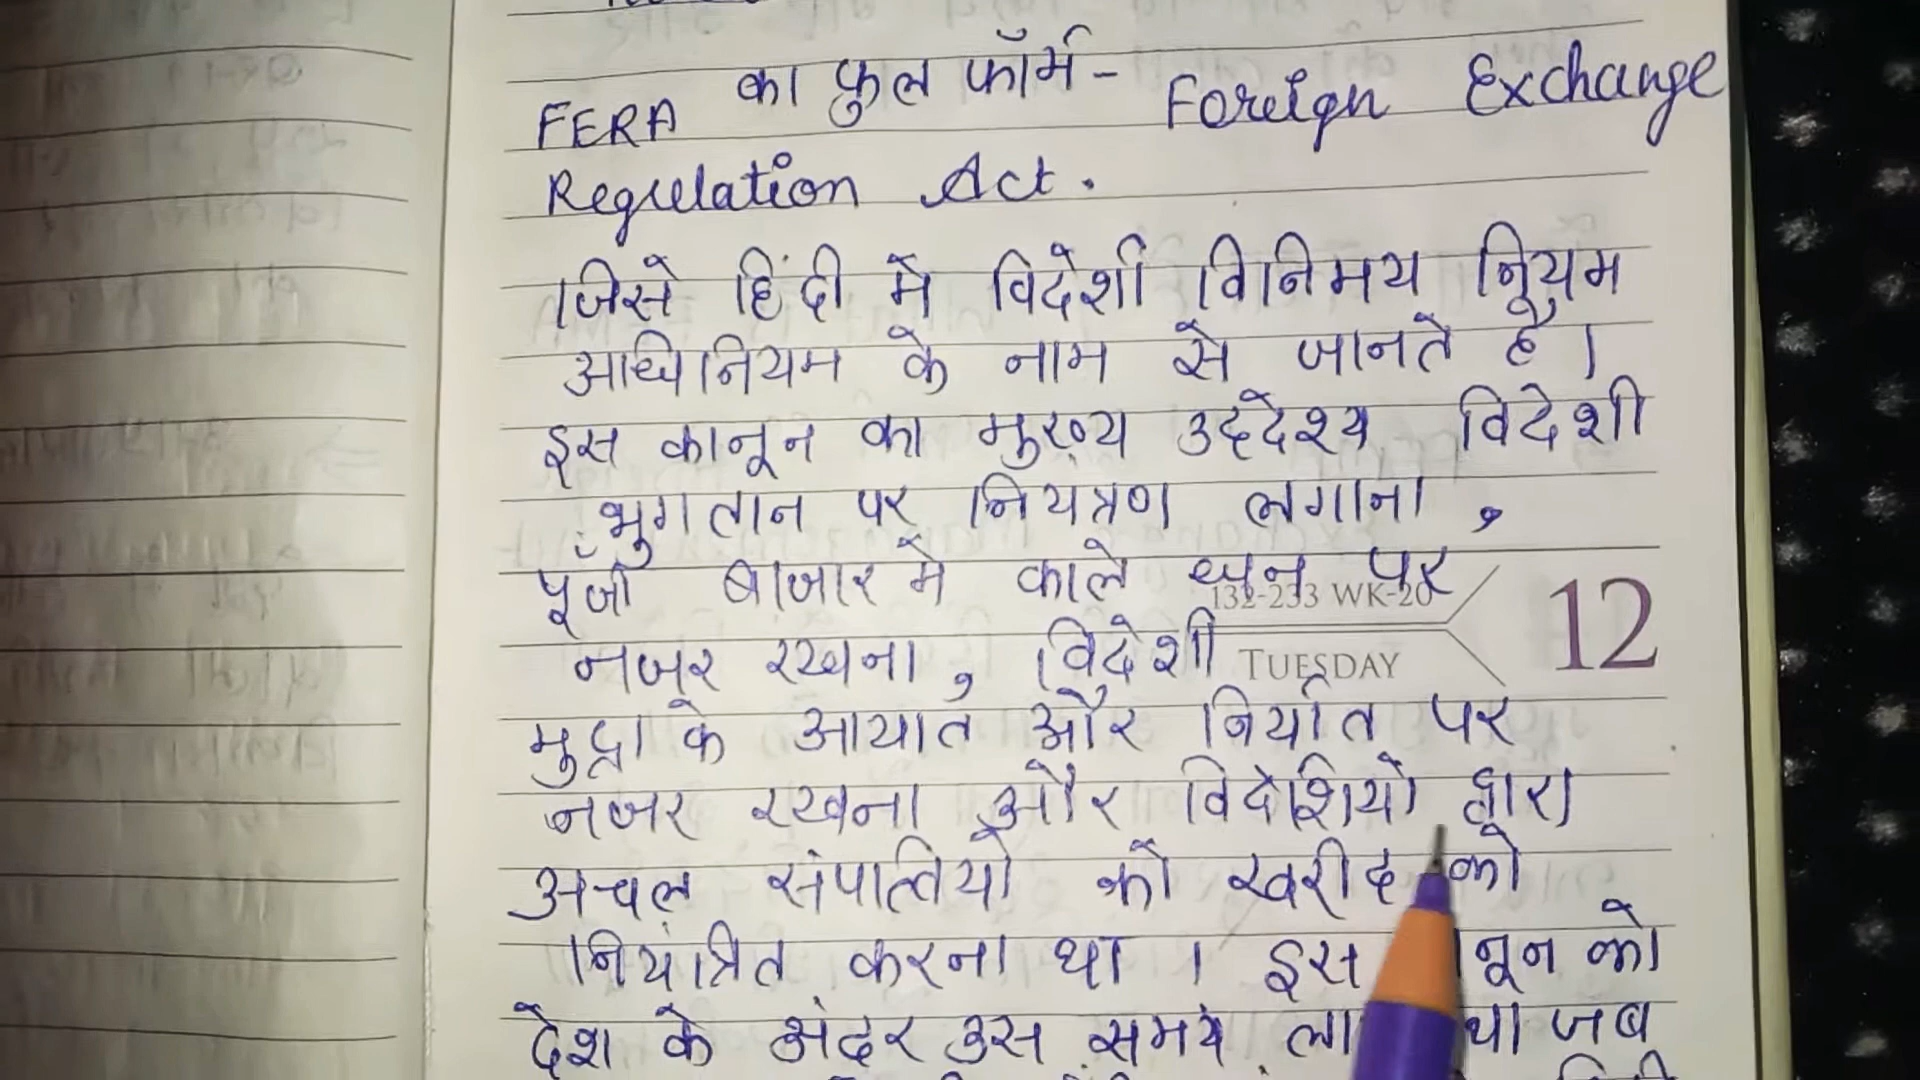 FERA का फुल फॉर्म - Foreign Exchange
Regulation Act.
जिसे हिंदी में विदेशी विनिमय नियम
अधिनियम के नाम से जानते है।
इस कानून का मुख्य उद्देश्य विदेशी
भुगतान पर नियंत्रण लगाना,
पूँजी बाजार में काले धन पर
132-233 WK-20
12
नजर रखना, विदेशी
TUESDAY
मुद्रा के आयात और निर्यात पर
नजर रखना और विदेशियो द्वारा
अचल संपत्तियो की खरीद को
नियंत्रित करना था। इस नून को
देश के अंदर उस समय ला था जब